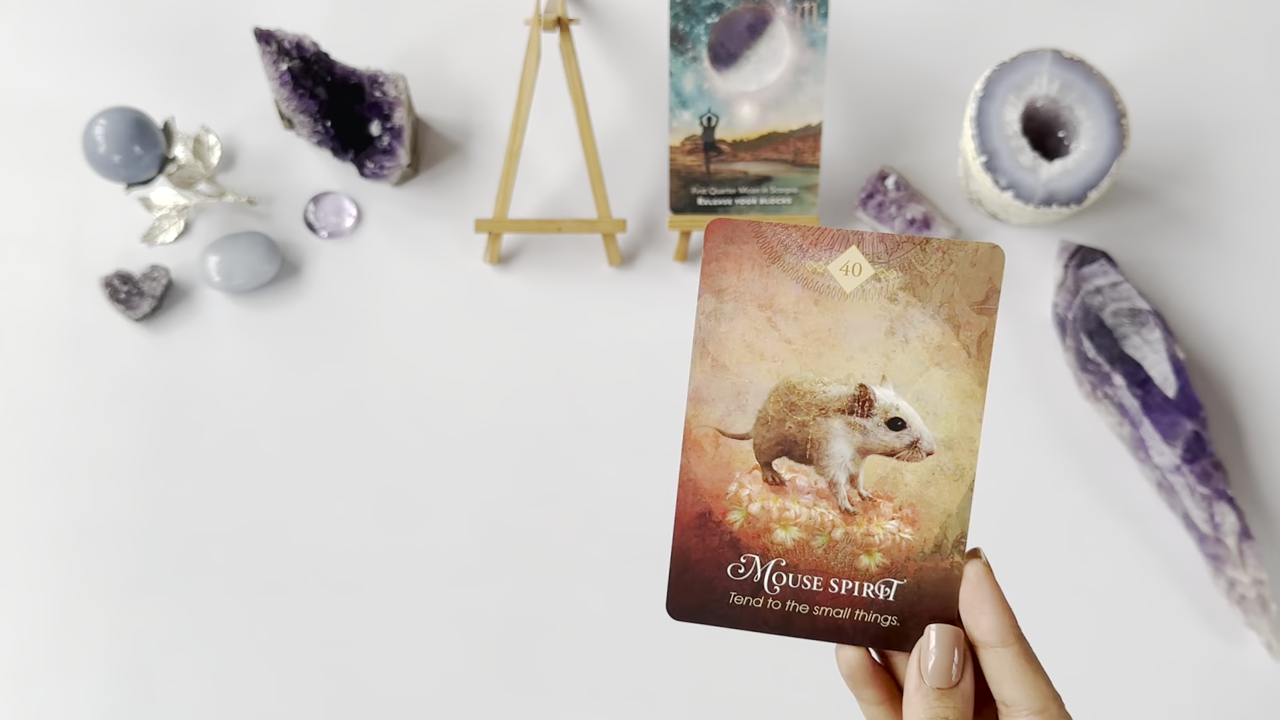 First Quarter Moon in Scorpio
RELEASE YOUR BLOCKS
40
MOUSE SPIRIT
Tend to the small things.